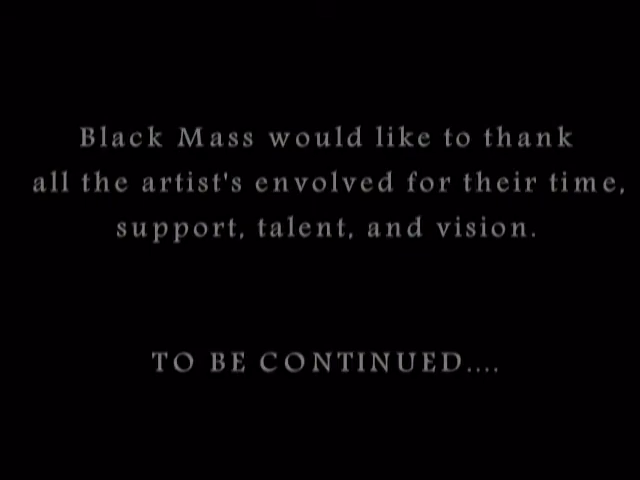 Black Mass would like to thank
all the artist's envolved for their time,
support, talent, and vision.
TO BE CONTINUED....